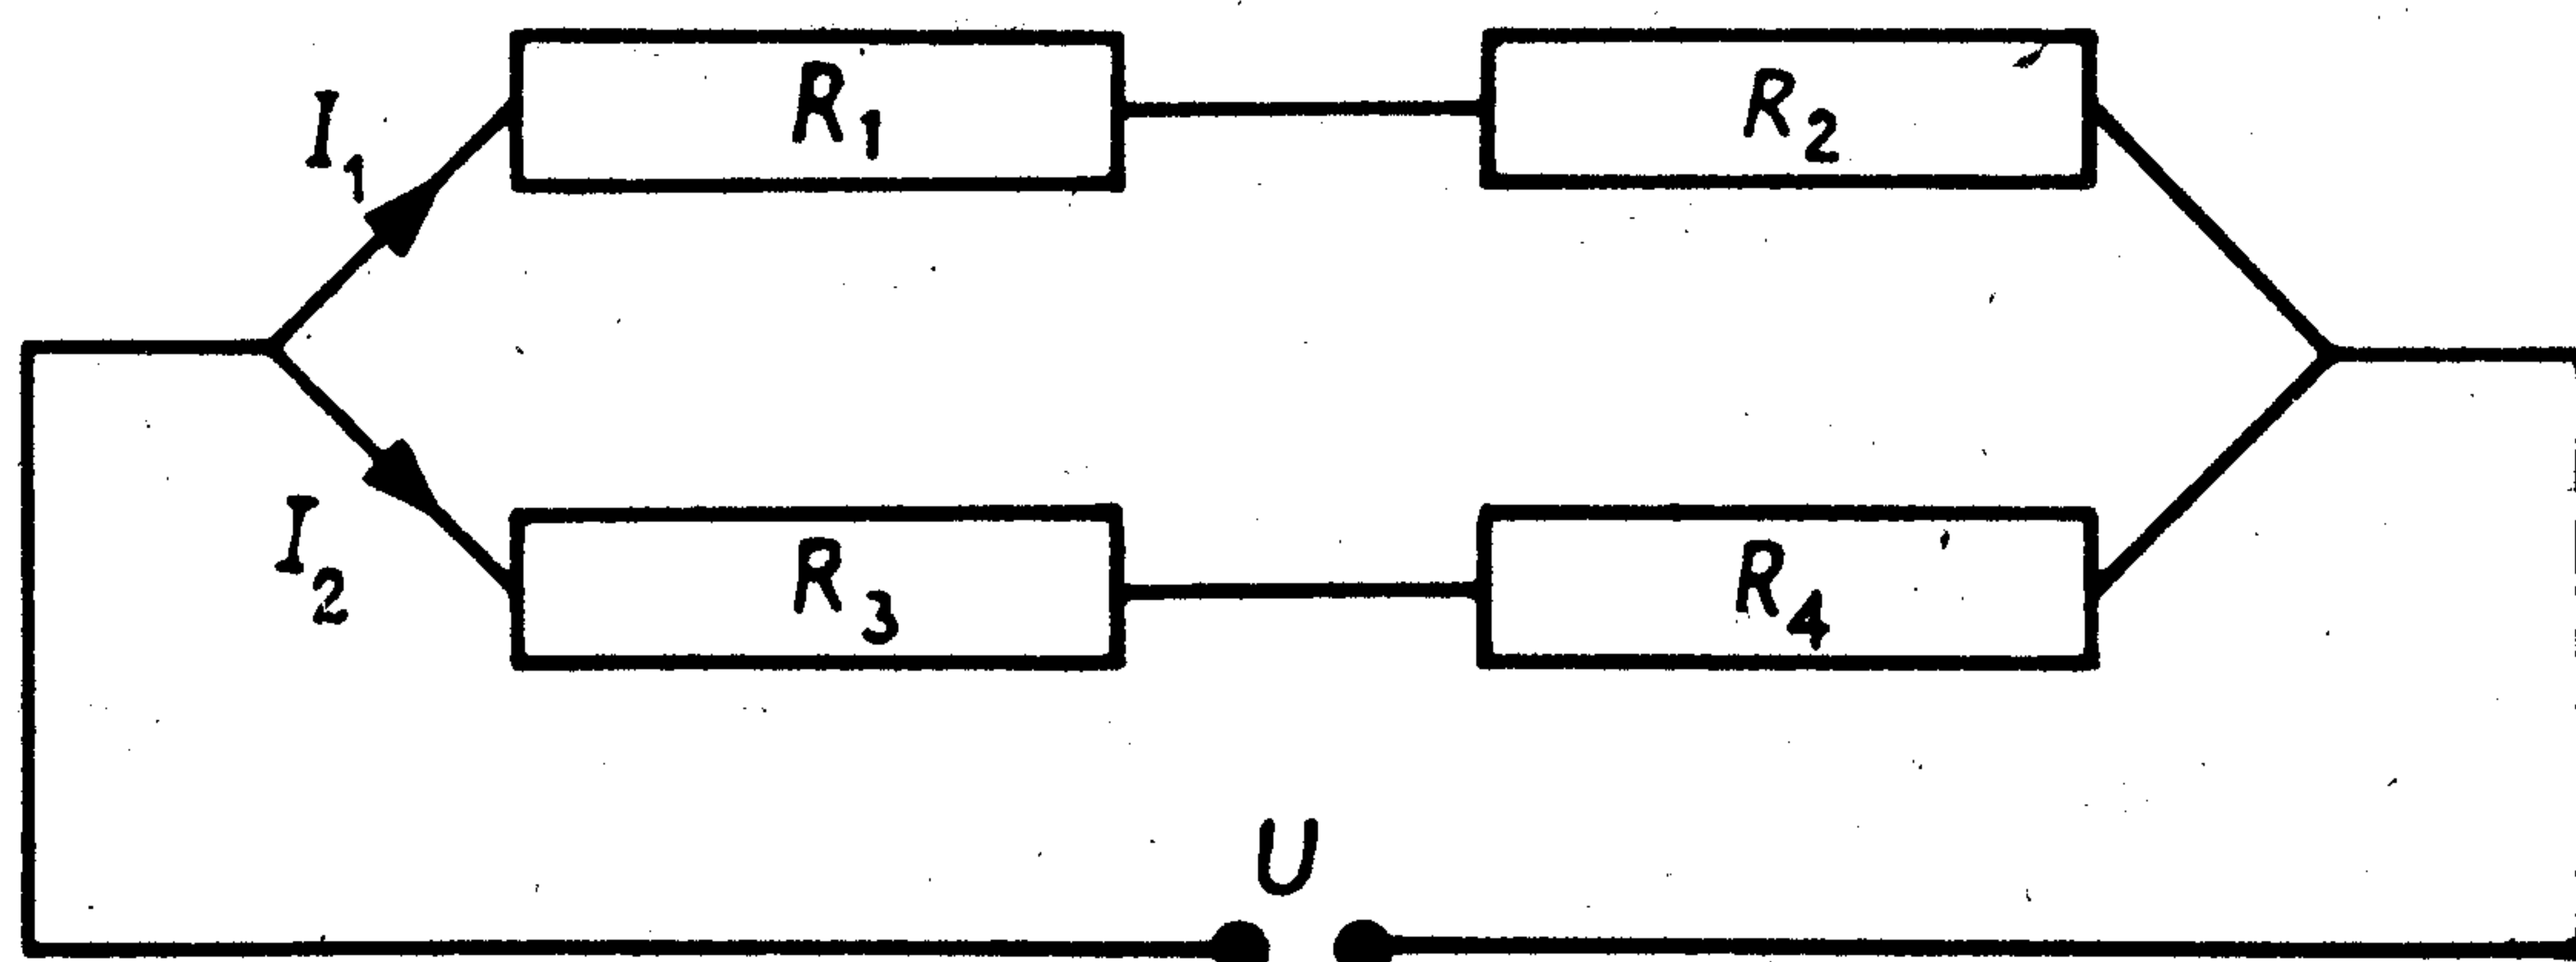 I₁
R₁
R₂
I₂
R₃
R₄
U